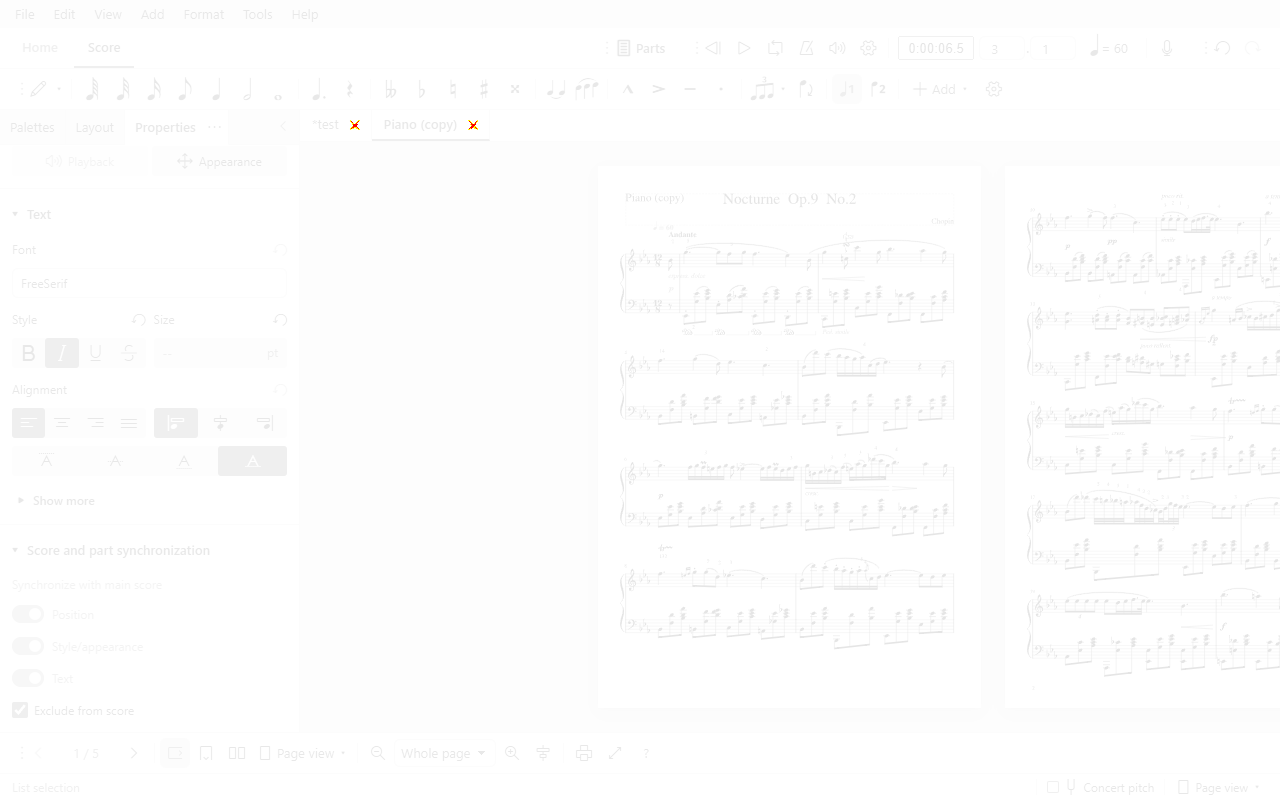 File Edit View Add Format Tools Help
Home Score Parts 0:00:06.5 3 . 1 = 60
Add
Palettes Layout Properties
*test Piano (copy)
Playback Appearance
Text
Font
FreeSerif
Style Size
B I U S -- pt
Alignment
Show more
Score and part synchronization
Synchronize with main score
Position
Style/appearance
Text
Exclude from score
Piano (copy) Nocturne Op.9 No.2
Chopin
Andante
1 / 5 Page view Whole page ?
List selection Concert pitch Page view